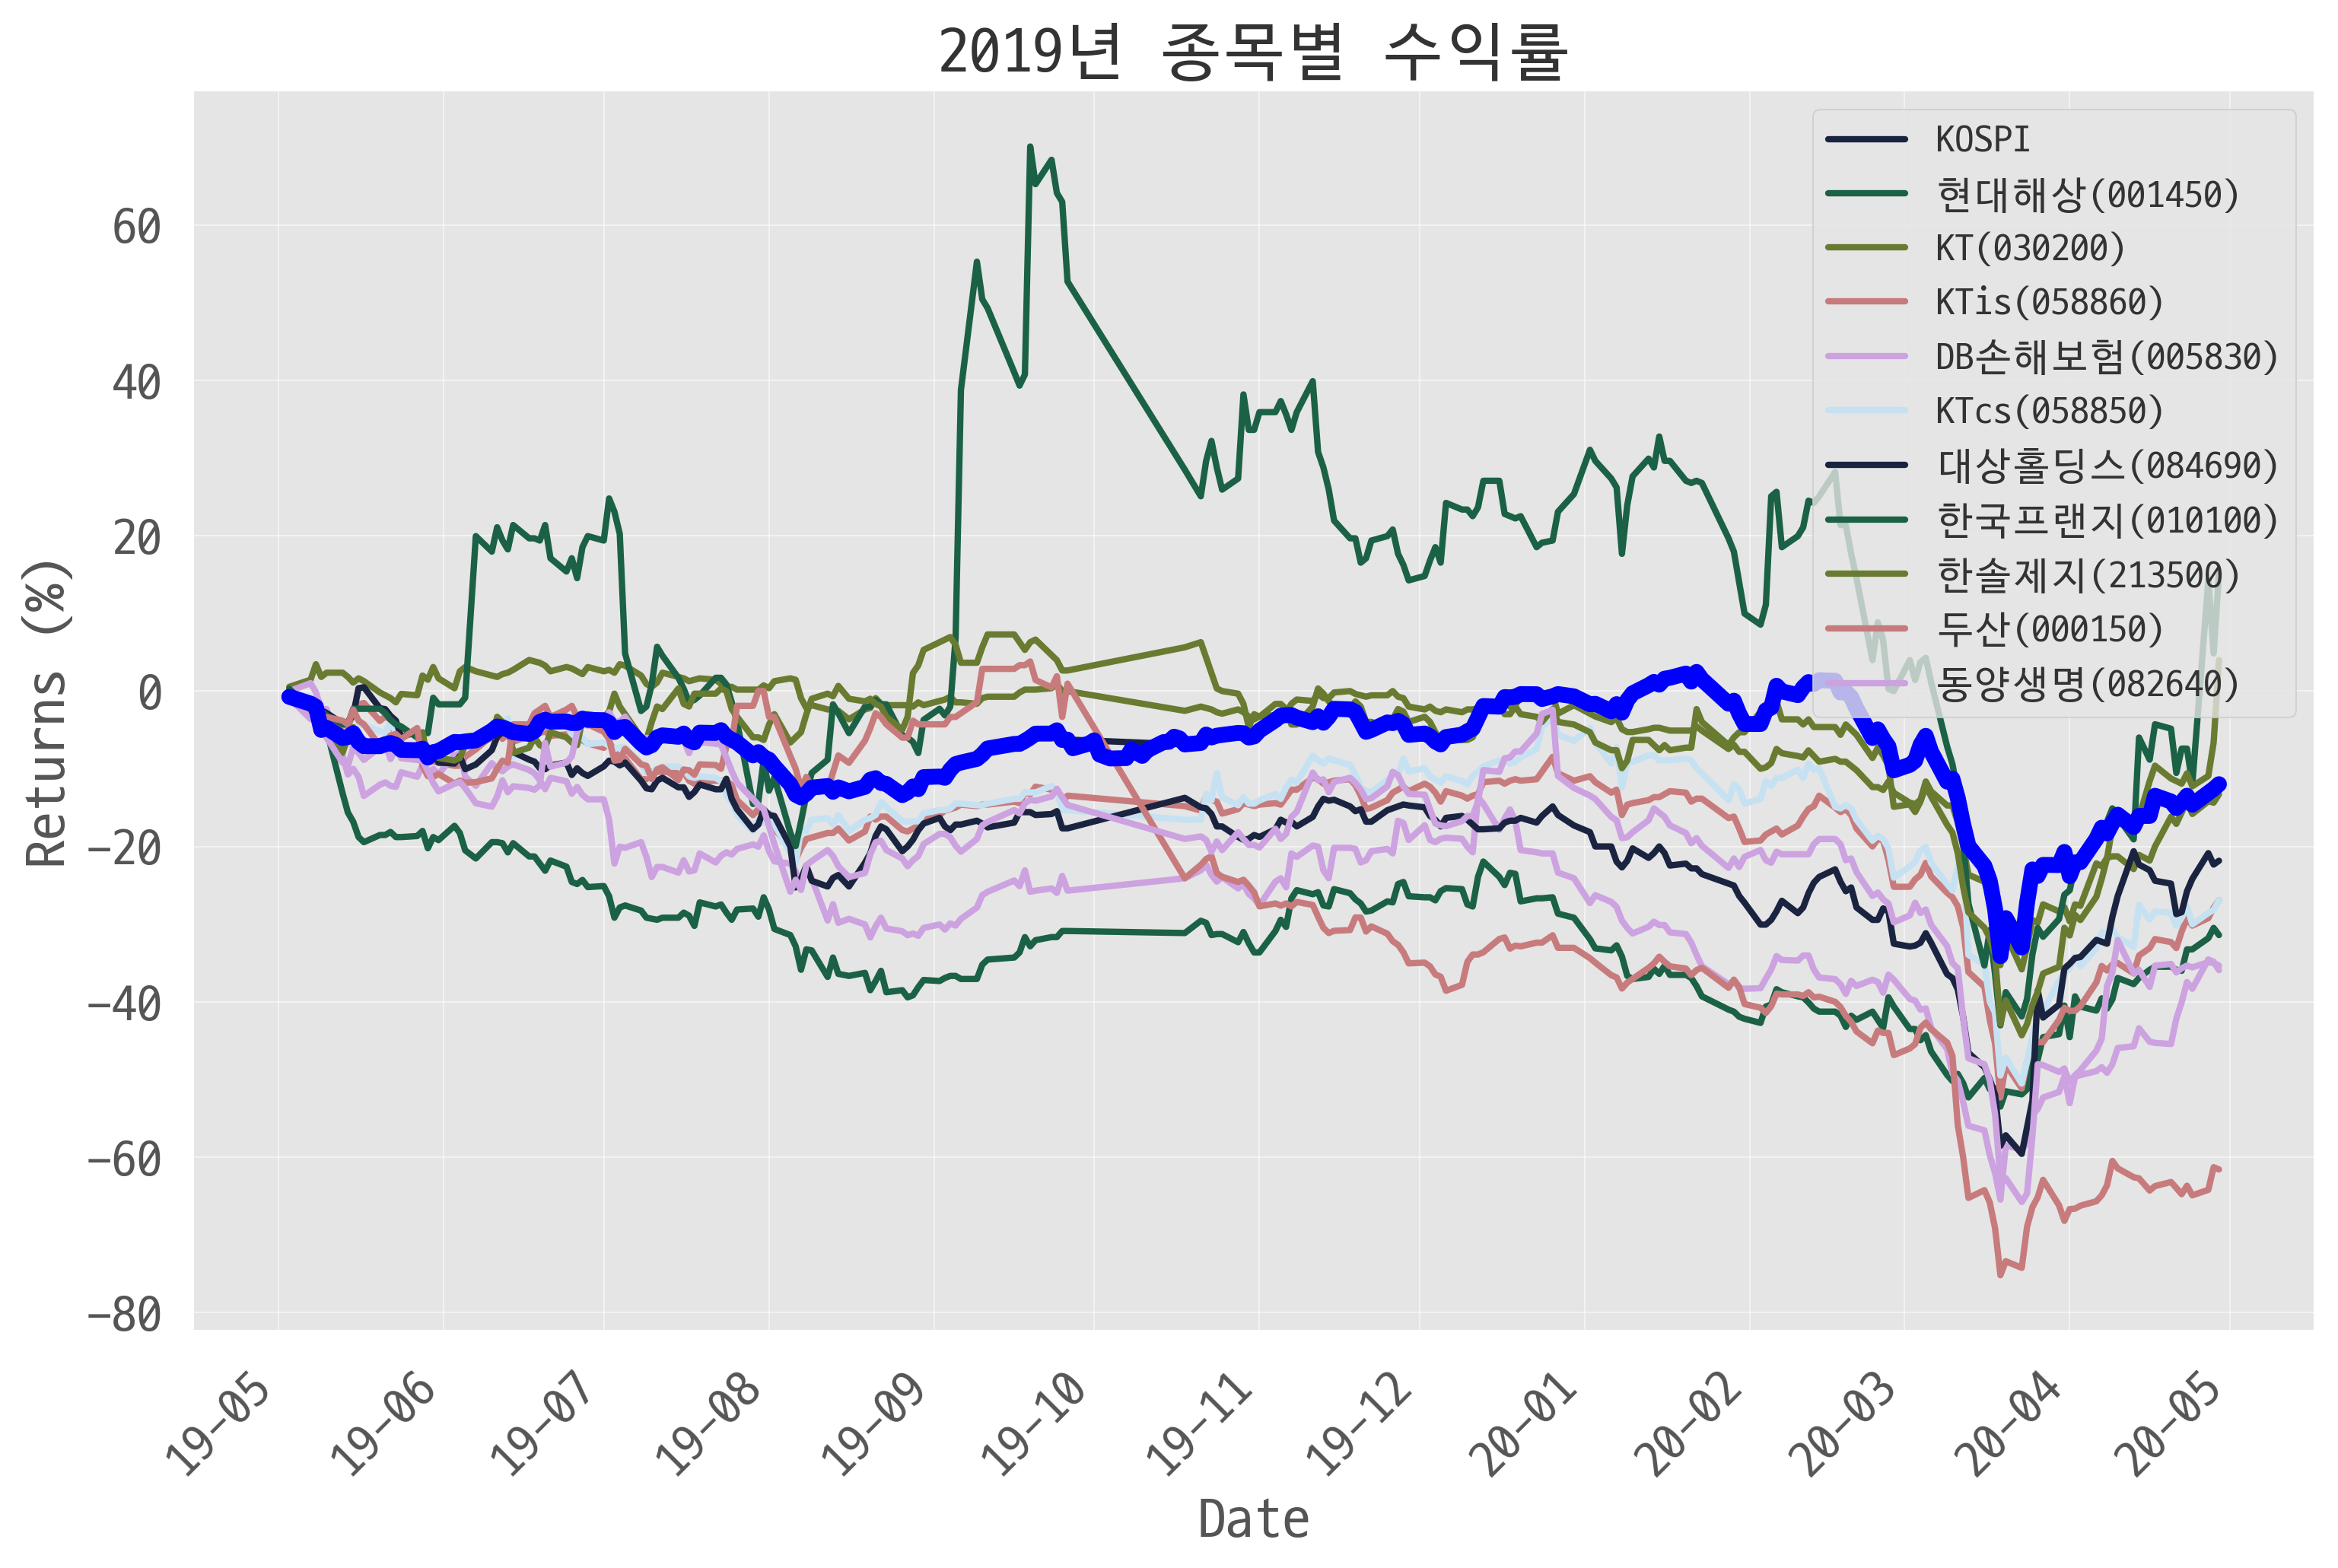 2019년 종목별 수익률
Returns (%)
60
40
20
0
−20
−40
−60
−80
KOSPI
현대해상(001450)
KT(030200)
KTis(058860)
DB손해보험(005830)
KTcs(058850)
대상홀딩스(084690)
한국프랜지(010100)
한솔제지(213500)
두산(000150)
동양생명(082640)
19−05
19−06
19−07
19−08
19−09
19−10
19−11
19−12
20−01
20−02
20−03
20−04
20−05
Date